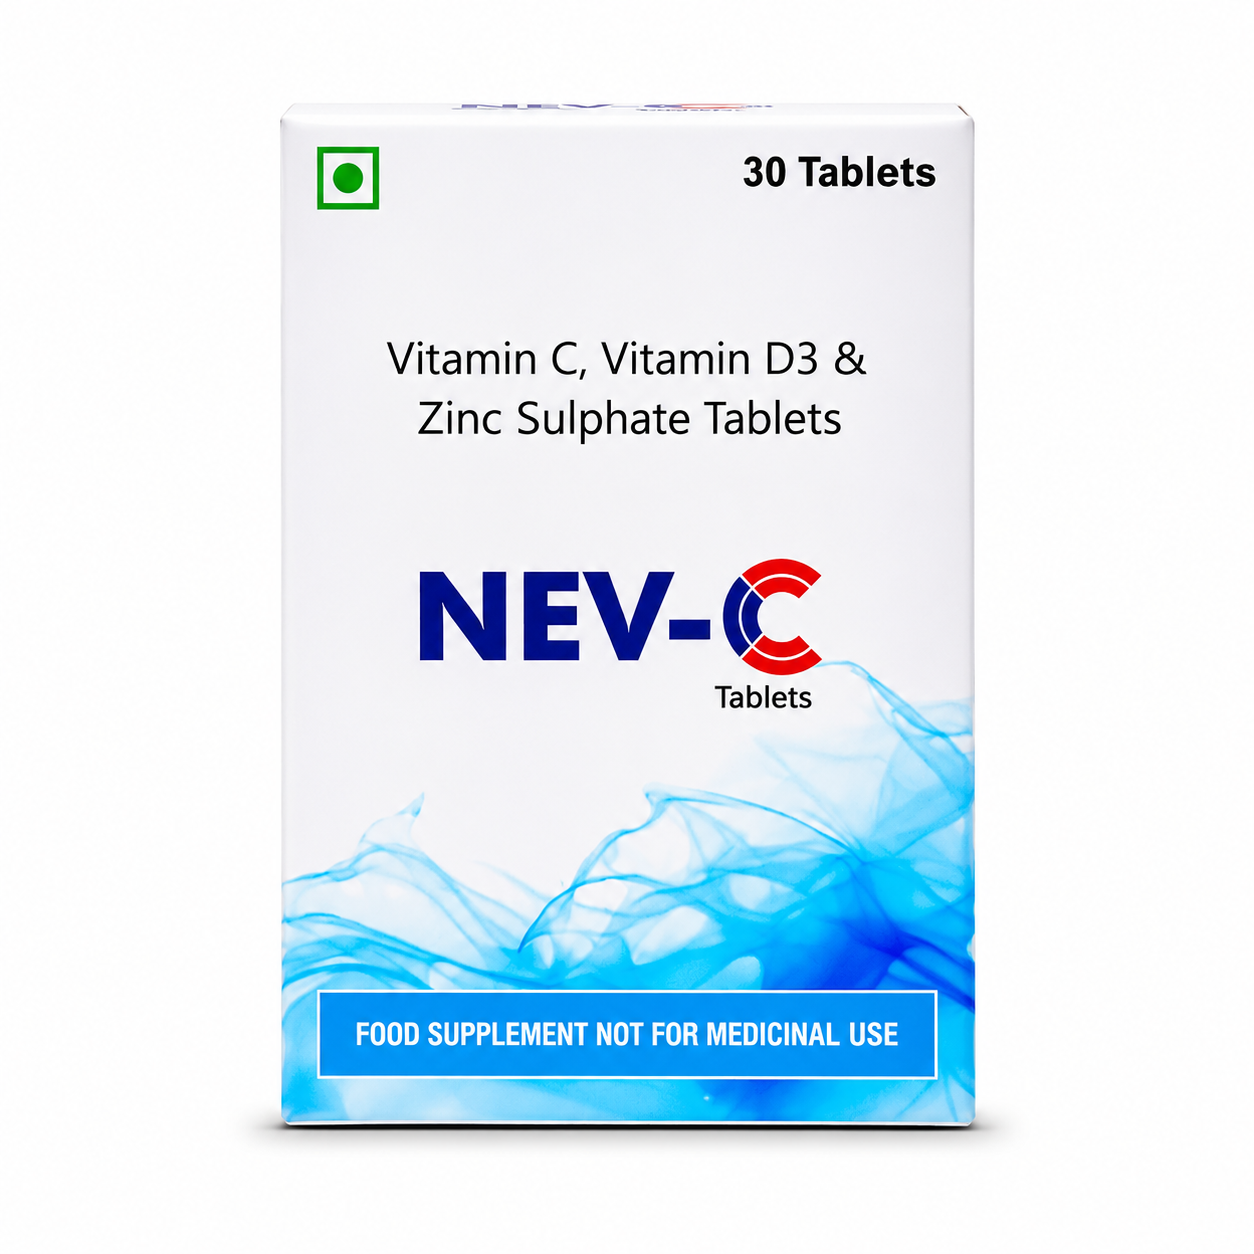 30 Tablets
Vitamin C, Vitamin D3 &
Zinc Sulphate Tablets
NEV-C
Tablets
FOOD SUPPLEMENT NOT FOR MEDICINAL USE